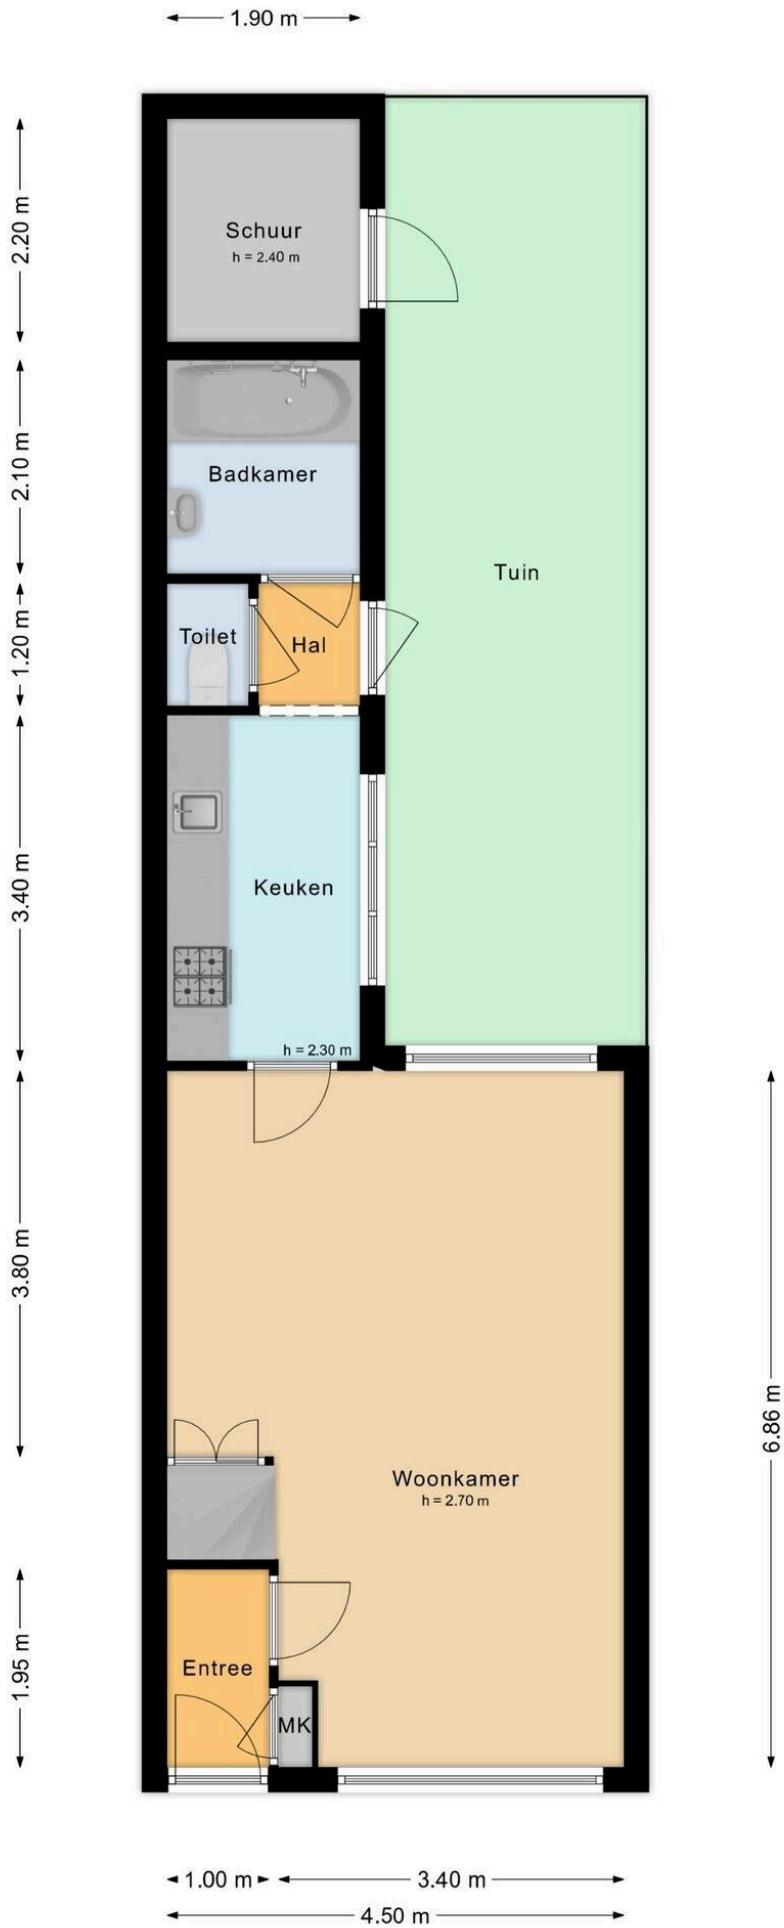 1.90 m
2.20 m
Schuur
h = 2.40 m
2.10 m
Badkamer
Tuin
1.20 m
Toilet
Hal
3.40 m
Keuken
h = 2.30 m
3.80 m
6.86 m
Woonkamer
h = 2.70 m
1.95 m
Entree
MK
1.00 m
3.40 m
4.50 m